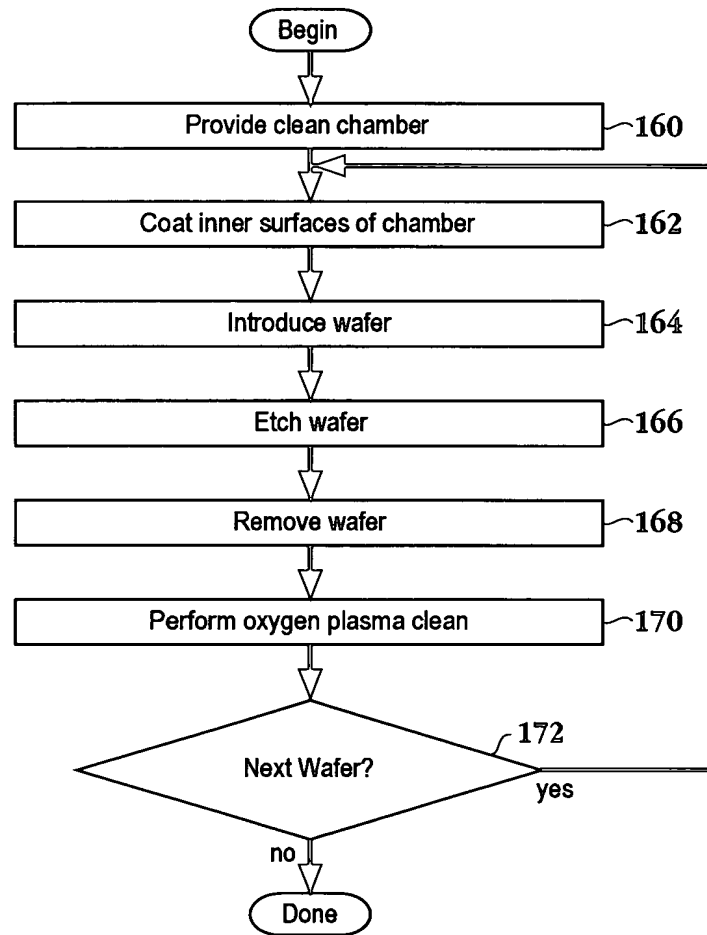 Begin
Provide clean chamber 160
Coat inner surfaces of chamber 162
Introduce wafer 164
Etch wafer 166
Remove wafer 168
Perform oxygen plasma clean 170
172
Next Wafer?
yes
no
Done